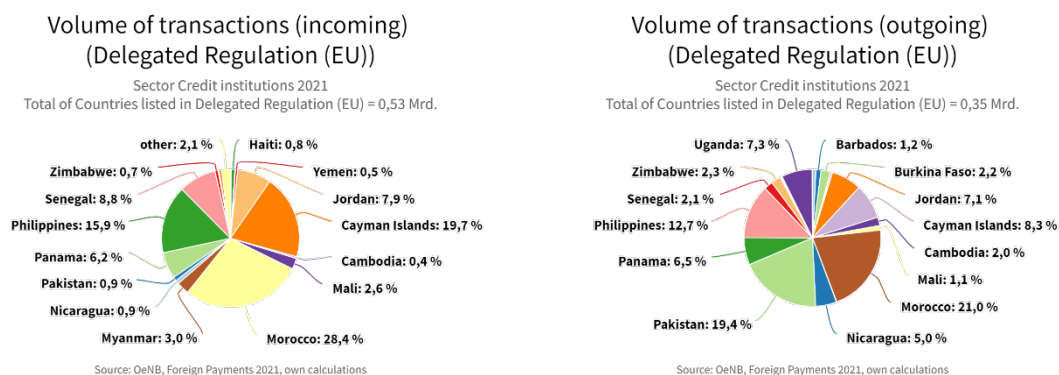 Volume of transactions (incoming)
(Delegated Regulation (EU))
Sector Credit institutions 2021
Total of Countries listed in Delegated Regulation (EU) = 0,53 Mrd.
other: 2,1 %
Haiti: 0,8 %
Zimbabwe: 0,7 %
Yemen: 0,5 %
Senegal: 8,8 %
Jordan: 7,9 %
Philippines: 15,9 %
Cayman Islands: 19,7 %
Panama: 6,2 %
Cambodia: 0,4 %
Pakistan: 0,9 %
Mali: 2,6 %
Nicaragua: 0,9 %
Myanmar: 3,0 %
Morocco: 28,4 %
Source: OeNB, Foreign Payments 2021, own calculations
Volume of transactions (outgoing)
(Delegated Regulation (EU))
Sector Credit institutions 2021
Total of Countries listed in Delegated Regulation (EU) = 0,35 Mrd.
Uganda: 7,3 %
Barbados: 1,2 %
Zimbabwe: 2,3 %
Burkina Faso: 2,2 %
Senegal: 2,1 %
Jordan: 7,1 %
Philippines: 12,7 %
Cayman Islands: 8,3 %
Panama: 6,5 %
Cambodia: 2,0 %
Mali: 1,1 %
Morocco: 21,0 %
Pakistan: 19,4 %
Nicaragua: 5,0 %
Source: OeNB, Foreign Payments 2021, own calculations